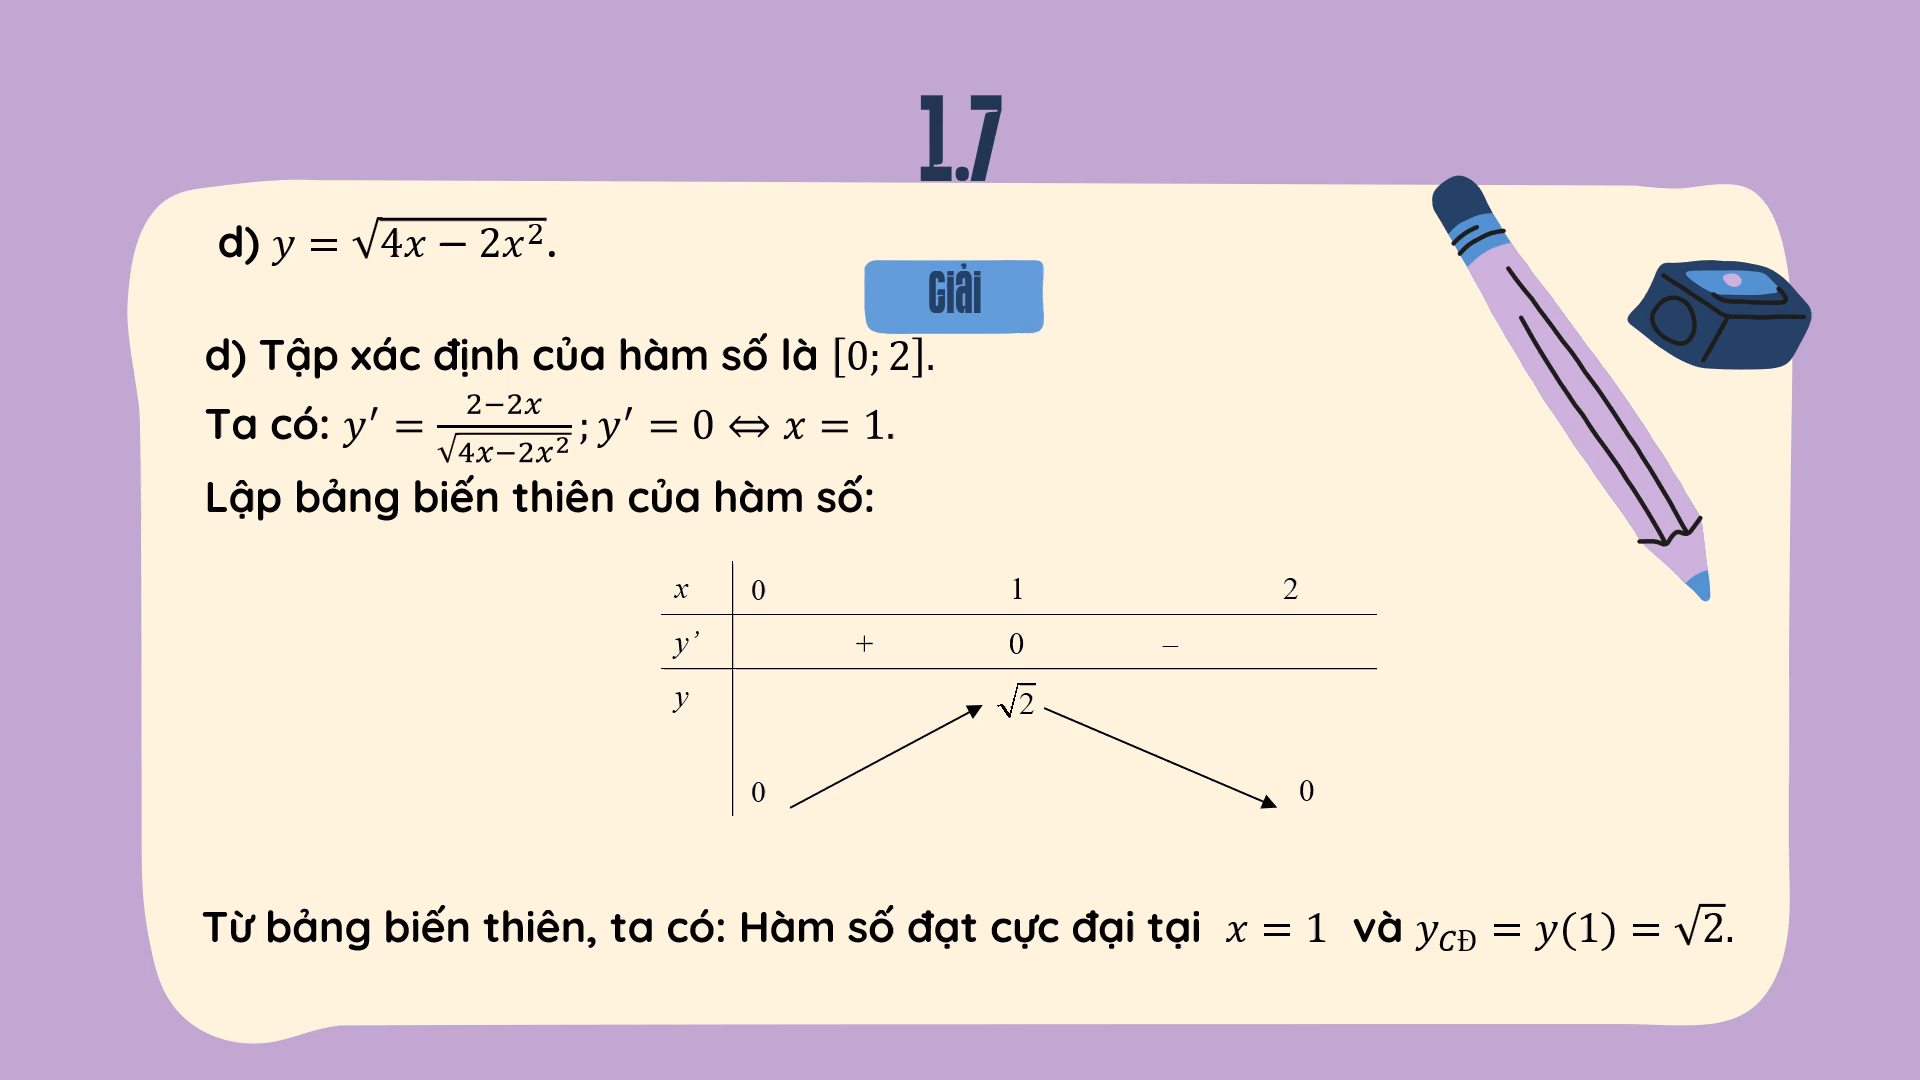 1.7
d) y = √(4x − 2x²).
Giải
d) Tập xác định của hàm số là [0; 2].
Ta có: y′ = (2−2x)/√(4x−2x²) ; y′ = 0 ⇔ x = 1.
Lập bảng biến thiên của hàm số:
x 0 1 2
y’ + 0 −
y √2
0 0
Từ bảng biến thiên, ta có: Hàm số đạt cực đại tại x = 1 và y_CĐ = y(1) = √2.